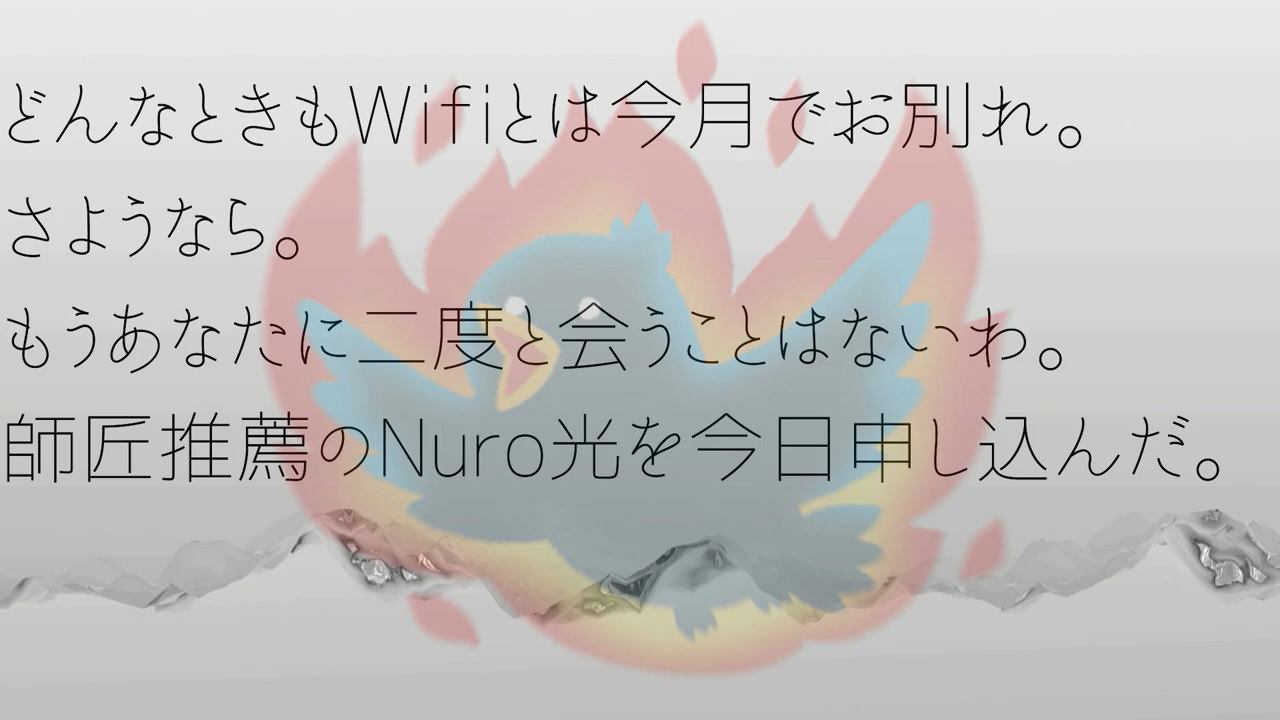 どんなときもWifiとは今月でお別れ。
さようなら。
もうあなたに二度と会うことはないわ。
師匠推薦のNuro光を今日申し込んだ。